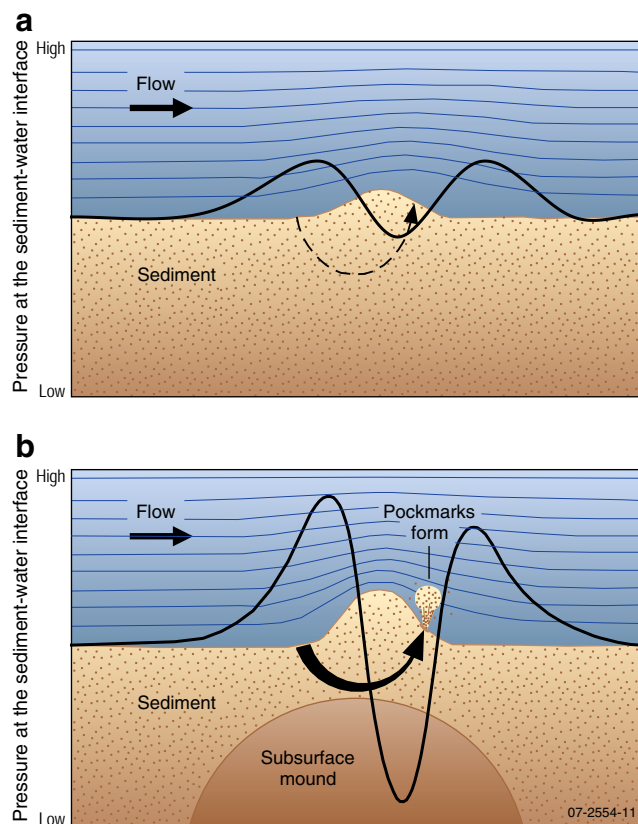 a
High
Flow
Pressure at the sediment-water interface
Sediment
Low
b
High
Flow
Pockmarks
form
Pressure at the sediment-water interface
Sediment
Subsurface
mound
Low
07-2554-11